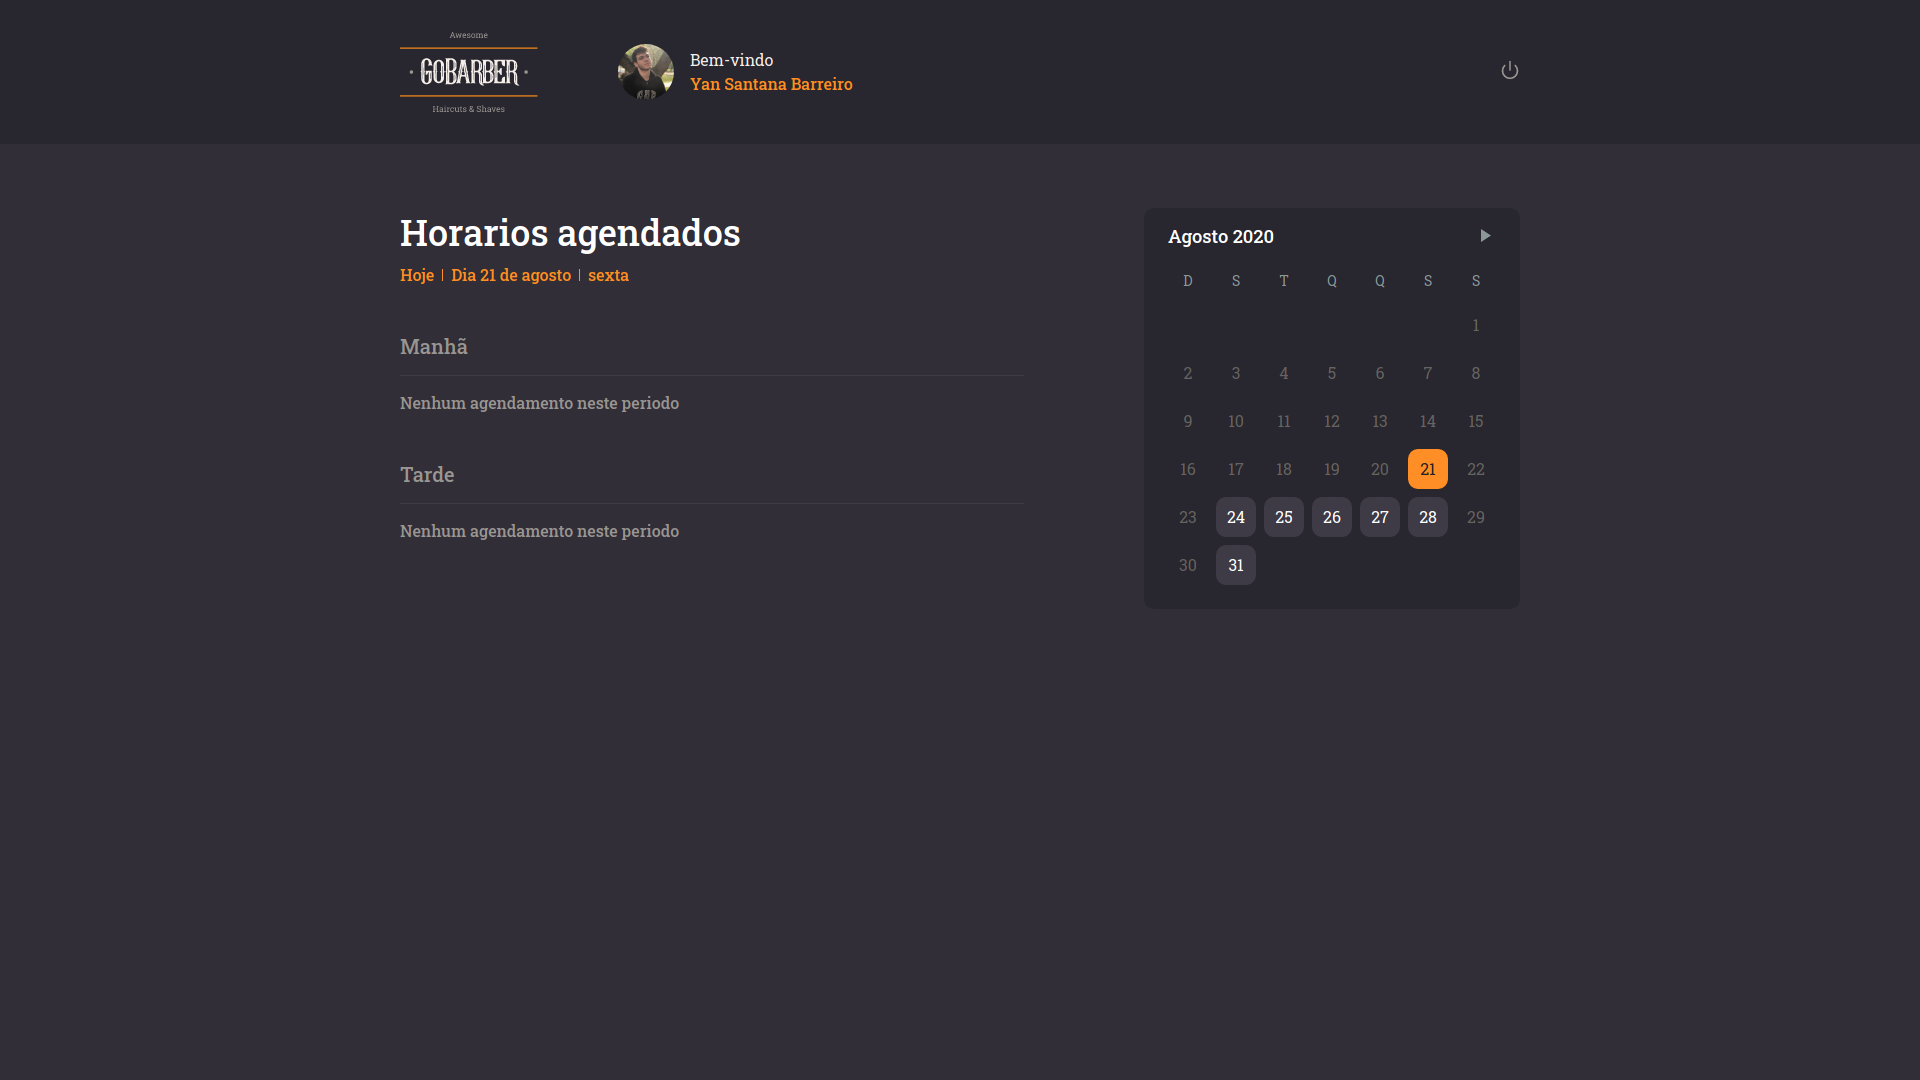 Awesome
GOBARBER
Haircuts & Shaves
Bem-vindo
Yan Santana Barreiro
Horarios agendados
Hoje | Dia 21 de agosto | sexta
Manhã
Nenhum agendamento neste periodo
Tarde
Nenhum agendamento neste periodo
Agosto 2020
D S T Q Q S S
1
2 3 4 5 6 7 8
9 10 11 12 13 14 15
16 17 18 19 20 21 22
23 24 25 26 27 28 29
30 31